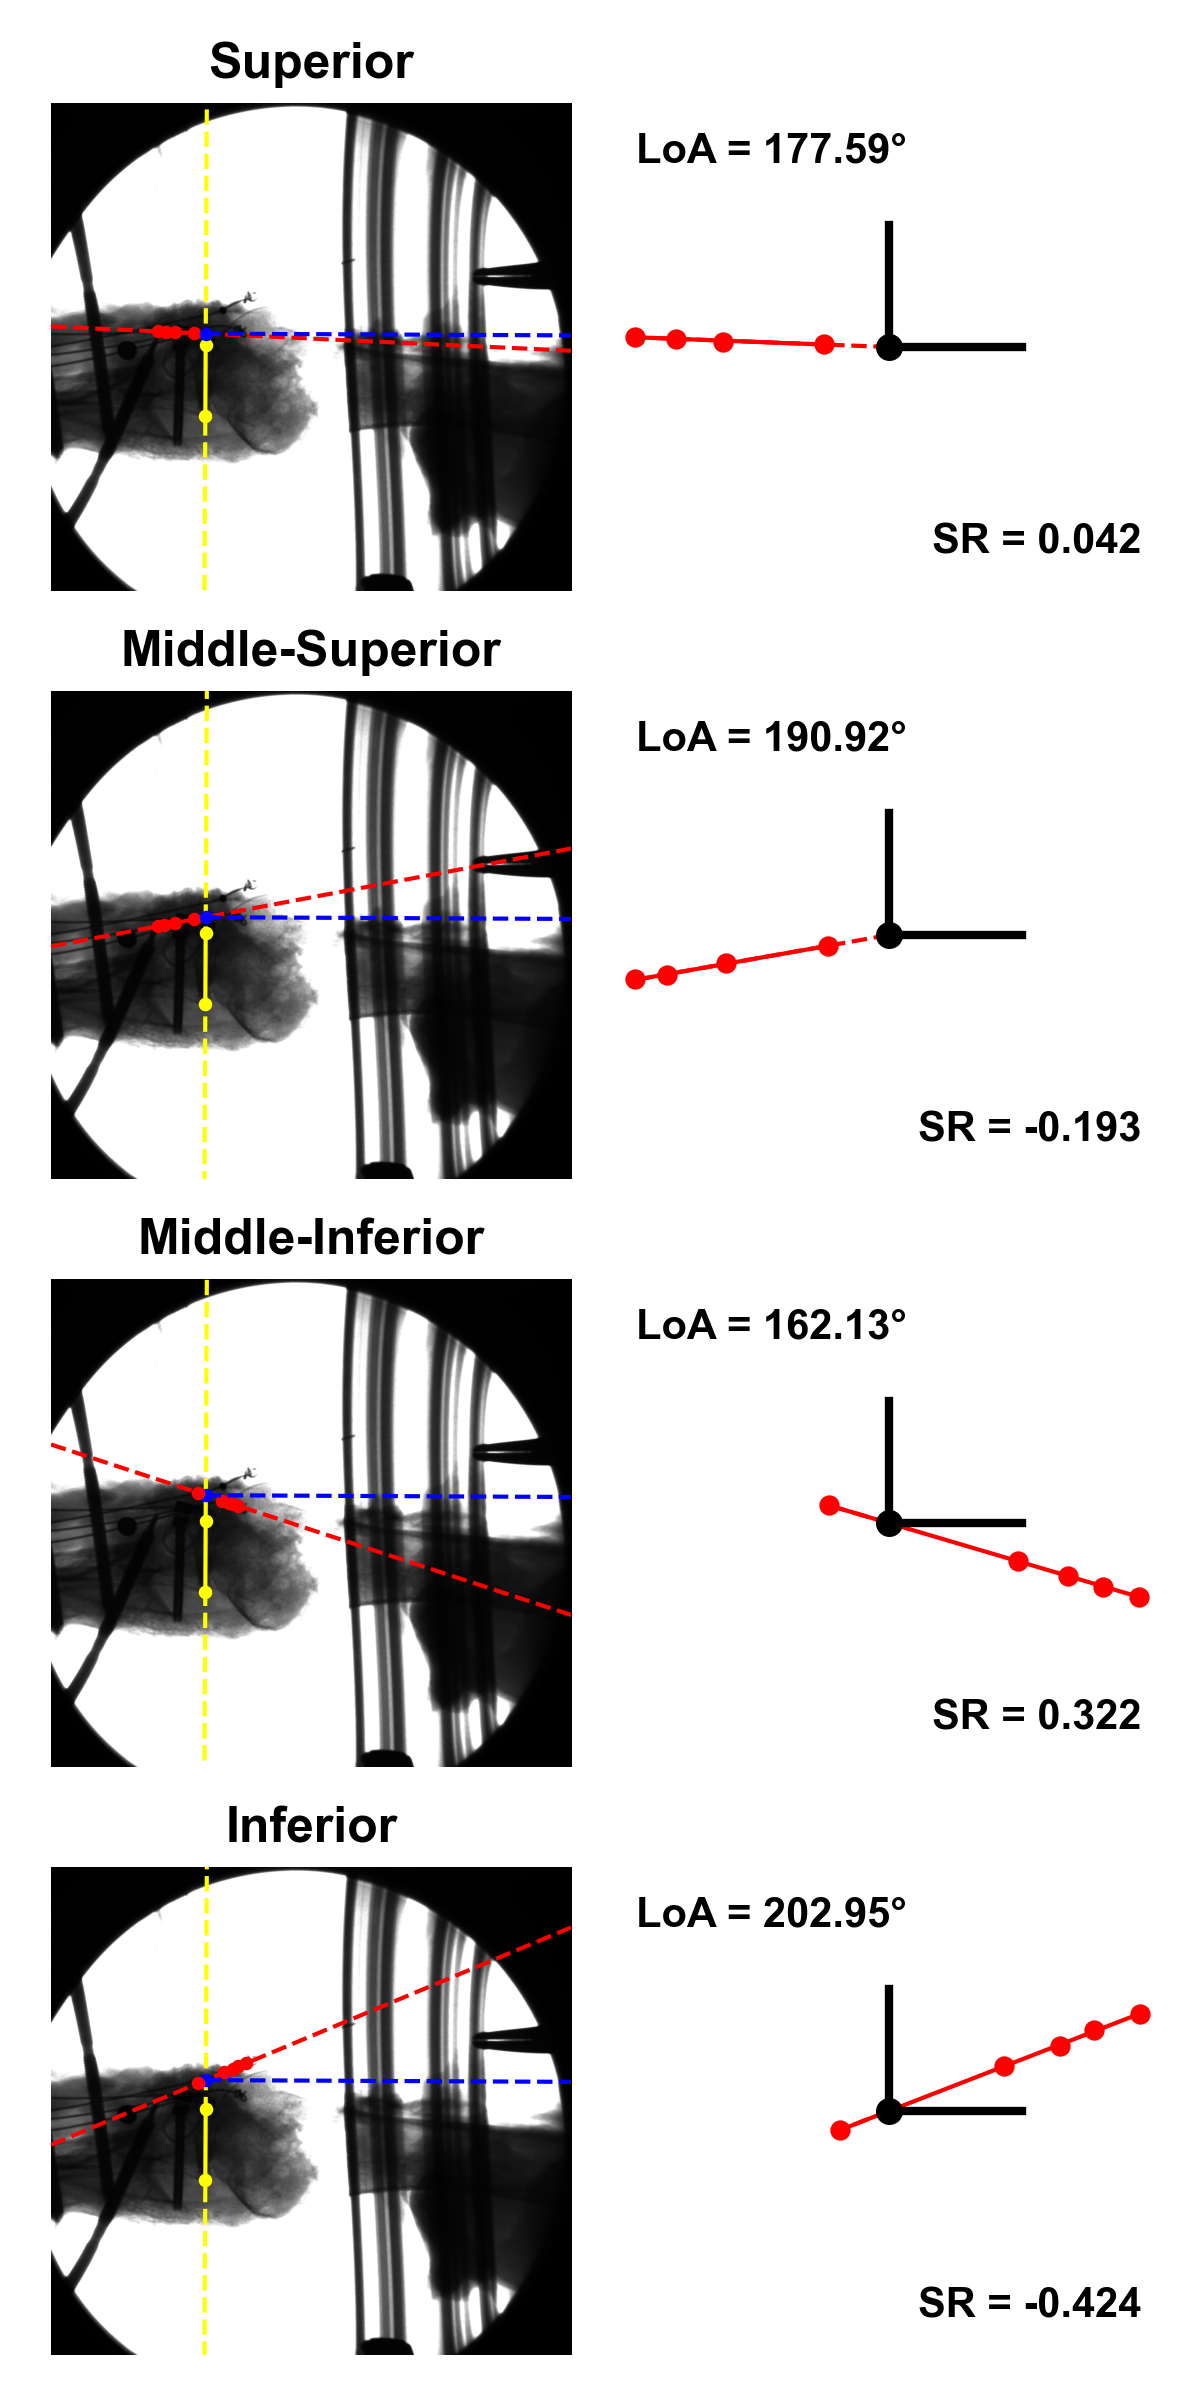 Superior
LoA = 177.59°
SR = 0.042
Middle-Superior
LoA = 190.92°
SR = -0.193
Middle-Inferior
LoA = 162.13°
SR = 0.322
Inferior
LoA = 202.95°
SR = -0.424